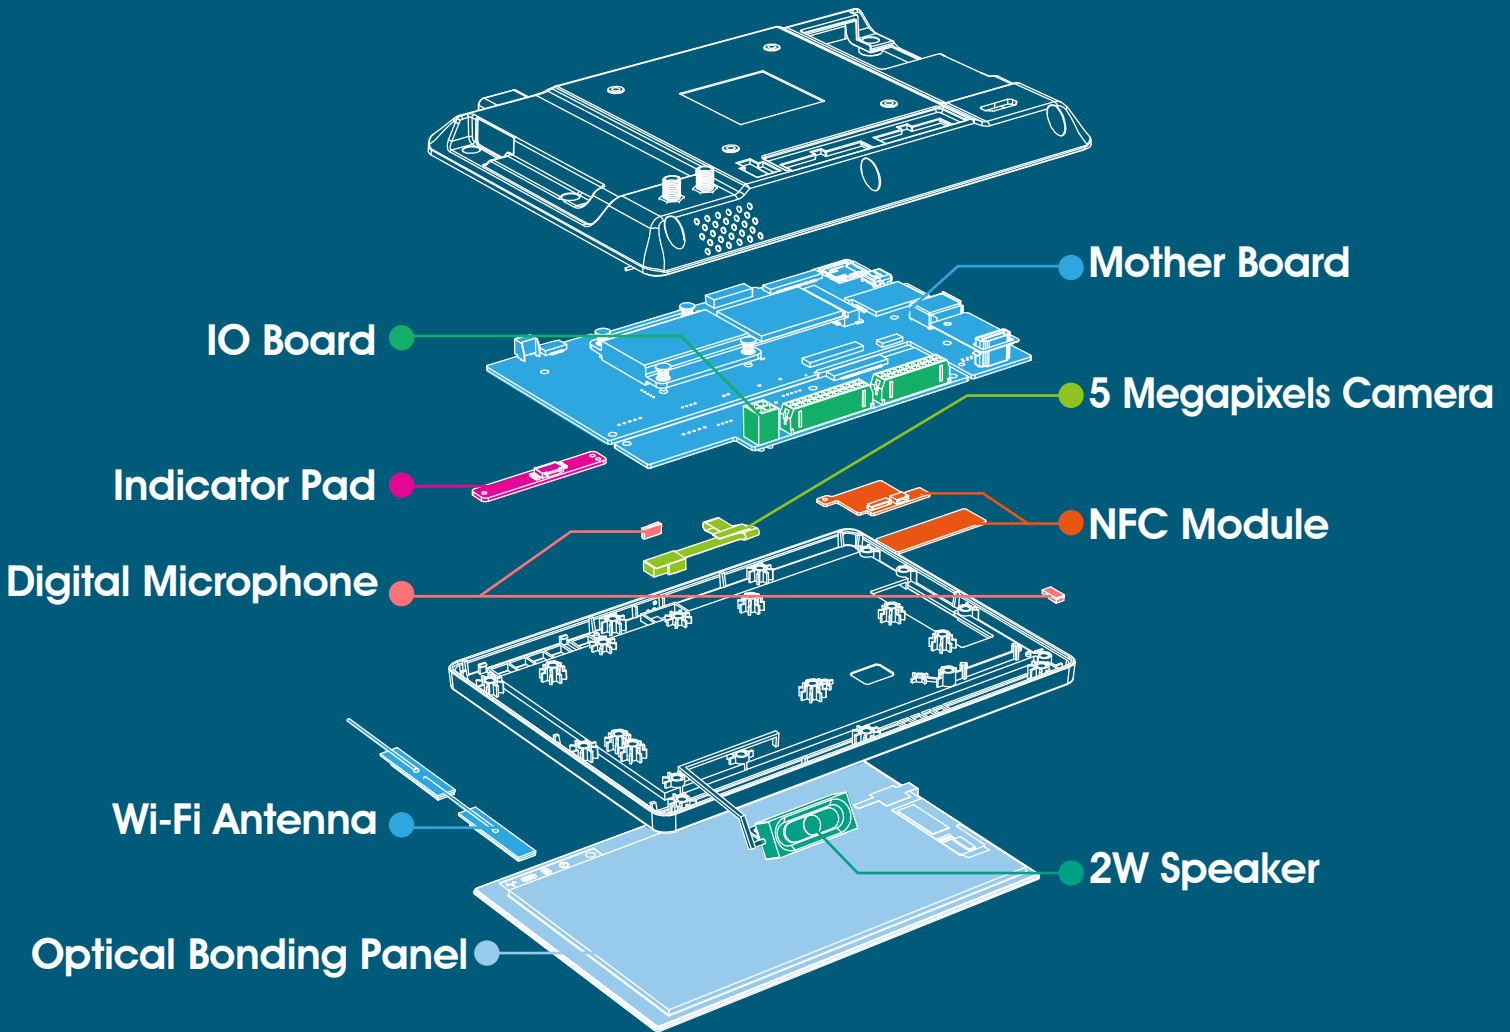 Mother Board
IO Board
5 Megapixels Camera
Indicator Pad
NFC Module
Digital Microphone
Wi-Fi Antenna
2W Speaker
Optical Bonding Panel